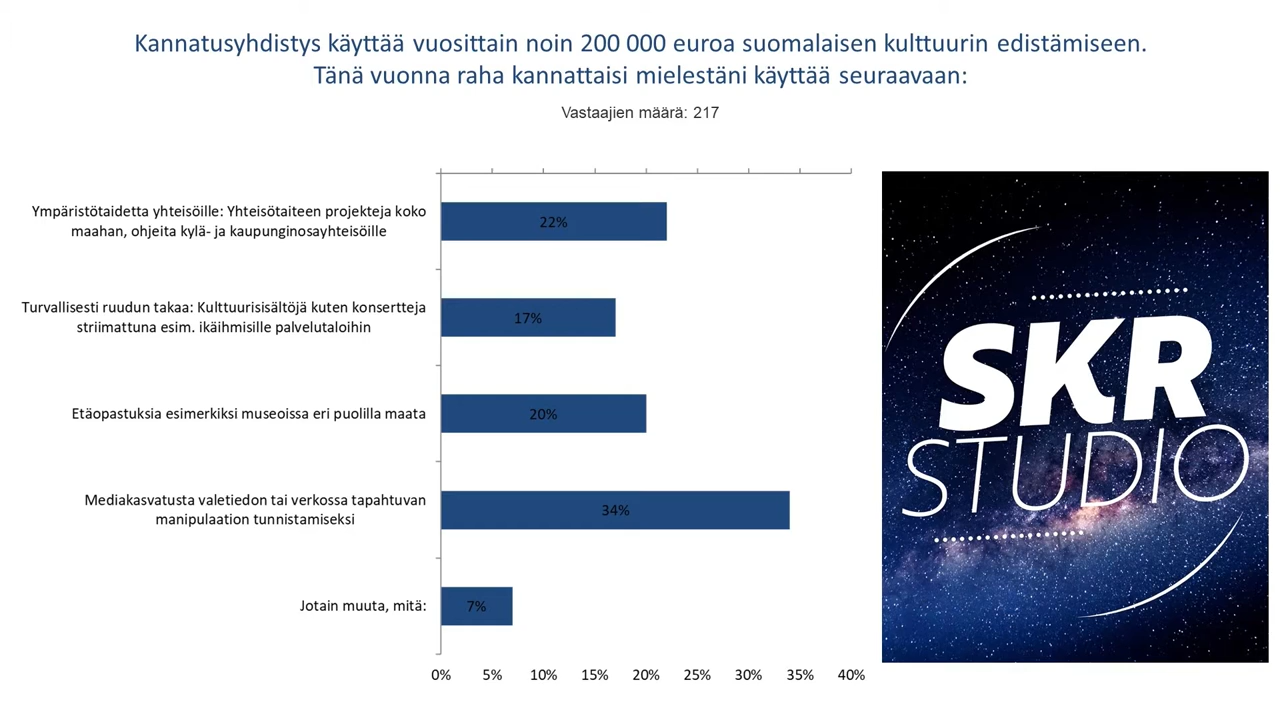 Kannatusyhdistys käyttää vuosittain noin 200 000 euroa suomalaisen kulttuurin edistämiseen.
Tänä vuonna raha kannattaisi mielestäni käyttää seuraavaan:
Vastaajien määrä: 217
Ympäristötaidetta yhteisöille: Yhteisötaiteen projekteja koko
maahan, ohjeita kylä- ja kaupunginosayhteisöille
22%
Turvallisesti ruudun takaa: Kulttuurisisältöjä kuten konsertteja
striimattuna esim. ikäihmisille palvelutaloihin
17%
Etäopastuksia esimerkiksi museoissa eri puolilla maata
20%
Mediakasvatusta valetiedon tai verkossa tapahtuvan
manipulaation tunnistamiseksi
34%
Jotain muuta, mitä:
7%
0% 5% 10% 15% 20% 25% 30% 35% 40%
SKR
STUDIO